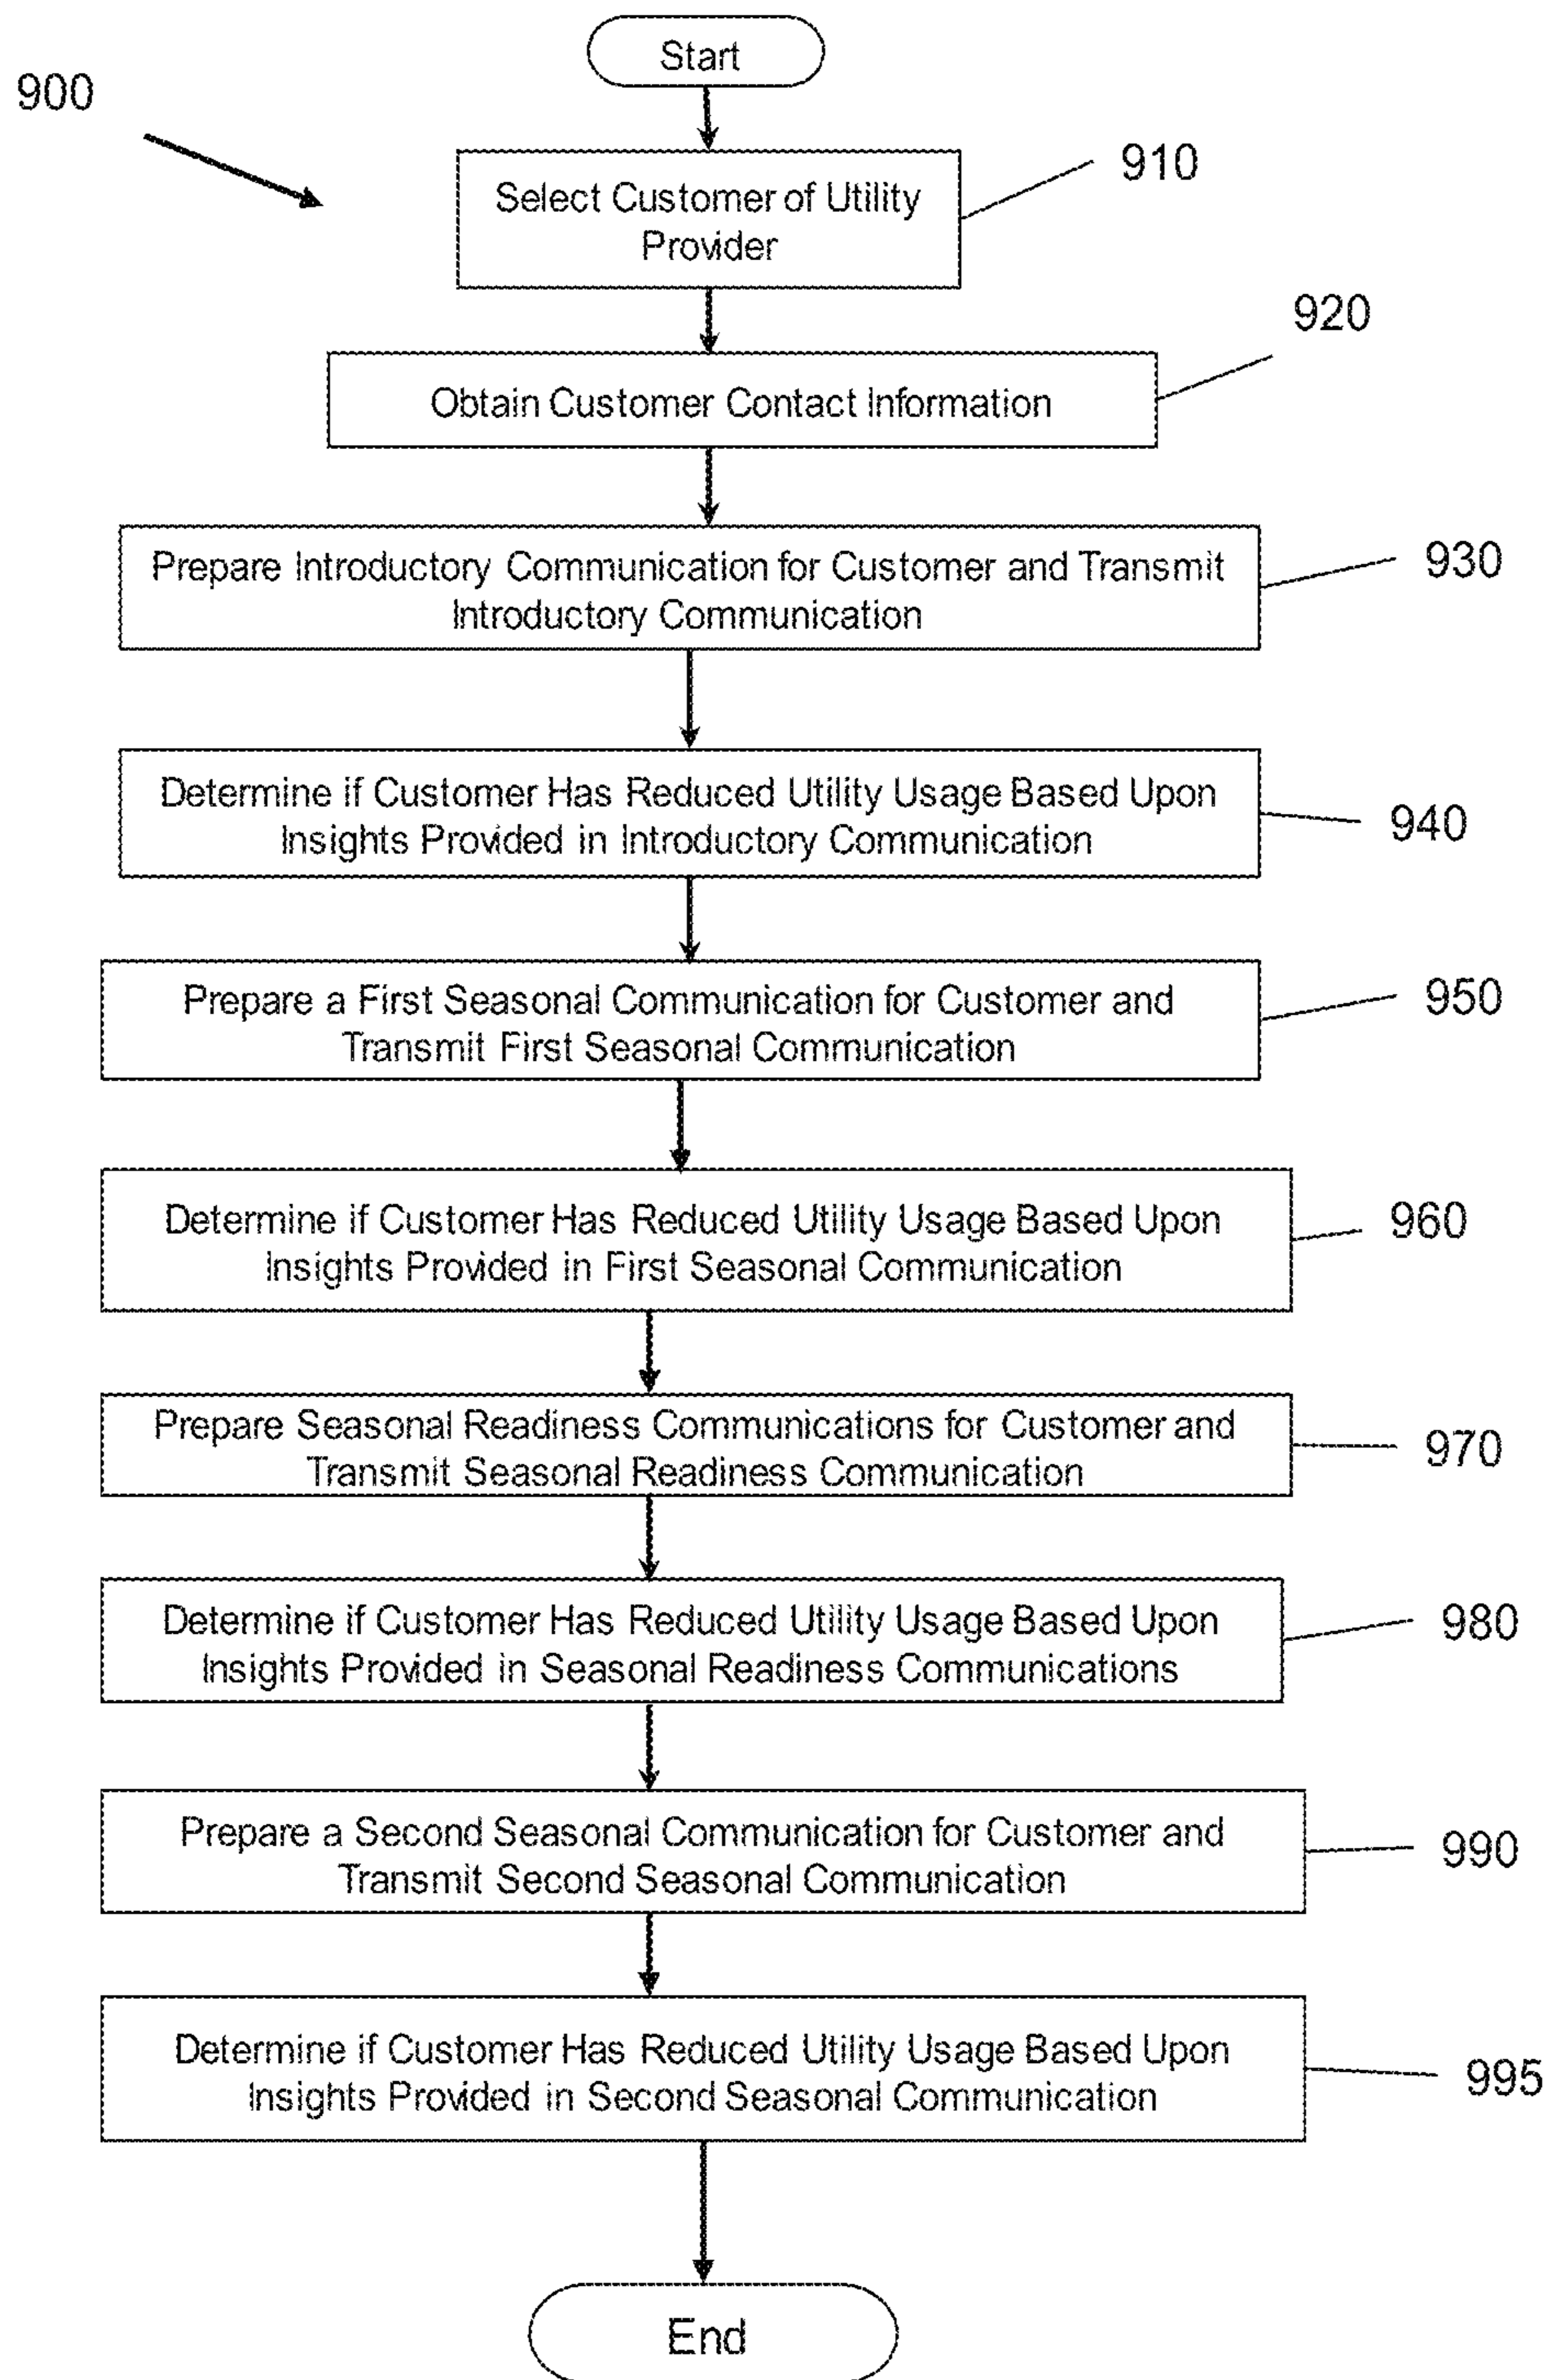 Start
900
910
Select Customer of Utility
Provider
920
Obtain Customer Contact Information
930
Prepare Introductory Communication for Customer and Transmit
Introductory Communication
940
Determine if Customer Has Reduced Utility Usage Based Upon
Insights Provided in Introductory Communication
950
Prepare a First Seasonal Communication for Customer and
Transmit First Seasonal Communication
960
Determine if Customer Has Reduced Utility Usage Based Upon
Insights Provided in First Seasonal Communication
970
Prepare Seasonal Readiness Communications for Customer and
Transmit Seasonal Readiness Communication
980
Determine if Customer Has Reduced Utility Usage Based Upon
Insights Provided in Seasonal Readiness Communications
990
Prepare a Second Seasonal Communication for Customer and
Transmit Second Seasonal Communication
995
Determine if Customer Has Reduced Utility Usage Based Upon
Insights Provided in Second Seasonal Communication
End